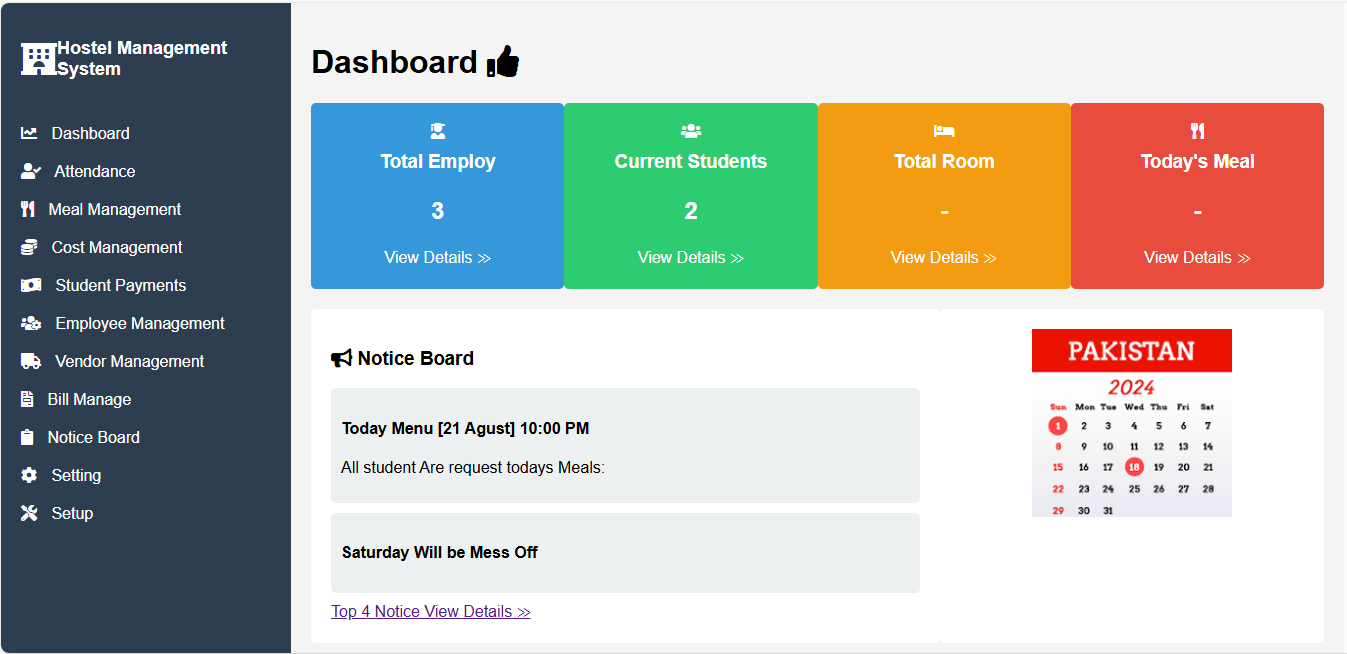 Hostel Management
System
Dashboard
Attendance
Meal Management
Cost Management
Student Payments
Employee Management
Vendor Management
Bill Manage
Notice Board
Setting
Setup
Dashboard
Total Employ
3
View Details ≫
Current Students
2
View Details ≫
Total Room
-
View Details ≫
Today's Meal
-
View Details ≫
Notice Board
Today Menu [21 Agust] 10:00 PM
All student Are request todays Meals:
Saturday Will be Mess Off
Top 4 Notice View Details ≫
PAKISTAN
2024
Sun Mon Tue Wed Thu Fri Sat
1 2 3 4 5 6 7
8 9 10 11 12 13 14
15 16 17 18 19 20 21
22 23 24 25 26 27 28
29 30 31